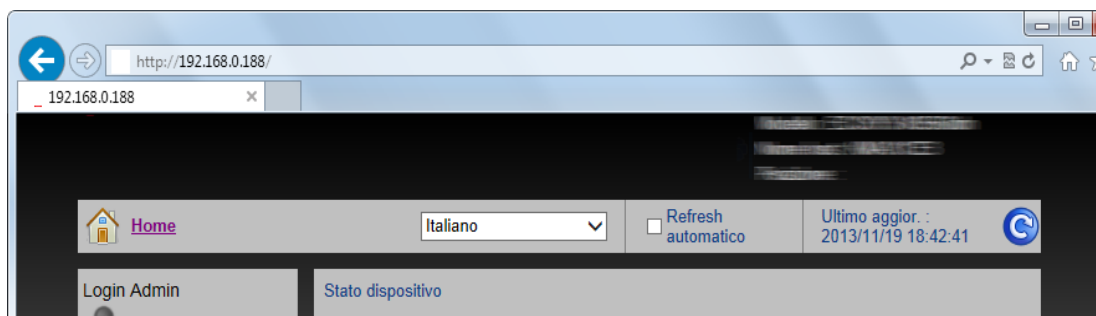 http://192.168.0.188/
192.168.0.188
Home
Italiano
Refresh
automatico
Ultimo aggior. :
2013/11/19 18:42:41
Login Admin
Stato dispositivo